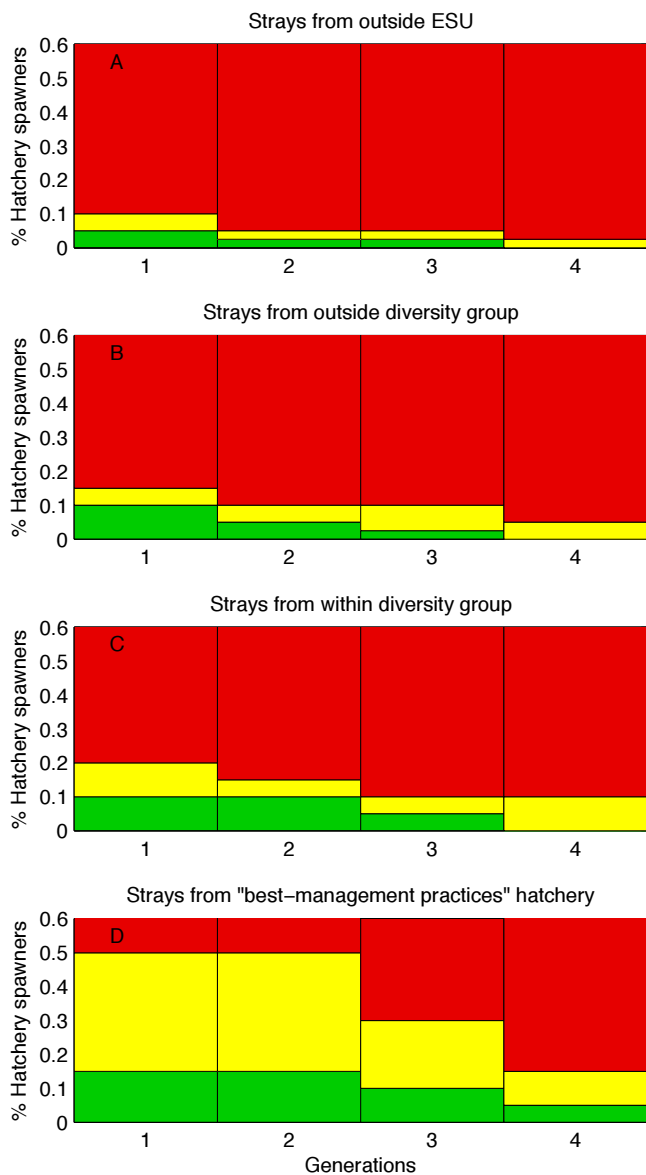 Strays from outside ESU
A
0.6
0.5
0.4
0.3
0.2
0.1
0
% Hatchery spawners
1 2 3 4
Strays from outside diversity group
B
0.6
0.5
0.4
0.3
0.2
0.1
0
% Hatchery spawners
1 2 3 4
Strays from within diversity group
C
0.6
0.5
0.4
0.3
0.2
0.1
0
% Hatchery spawners
1 2 3 4
Strays from "best−management practices" hatchery
D
0.6
0.5
0.4
0.3
0.2
0.1
0
% Hatchery spawners
1 2 3 4
Generations